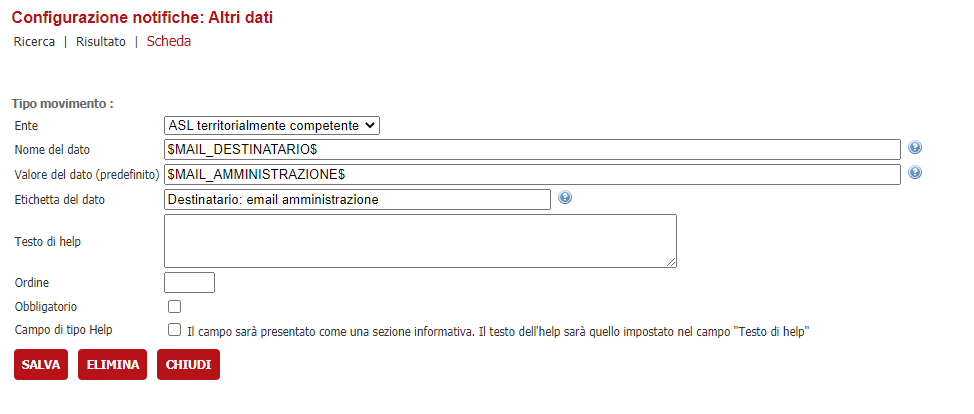 Configurazione notifiche: Altri dati
Ricerca | Risultato | Scheda
Tipo movimento :
Ente ASL territorialmente competente
Nome del dato $MAIL_DESTINATARIO$
Valore del dato (predefinito) $MAIL_AMMINISTRAZIONE$
Etichetta del dato Destinatario: email amministrazione
Testo di help
Ordine
Obbligatorio
Campo di tipo Help Il campo sarà presentato come una sezione informativa. Il testo dell'help sarà quello impostato nel campo "Testo di help"
SALVA ELIMINA CHIUDI